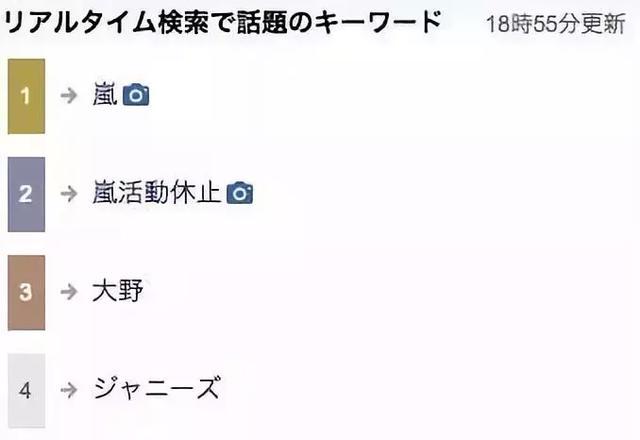 リアルタイム検索で話題のキーワード 18時55分更新
1 → 嵐
2 → 嵐活動休止
3 → 大野
4 → ジャニーズ